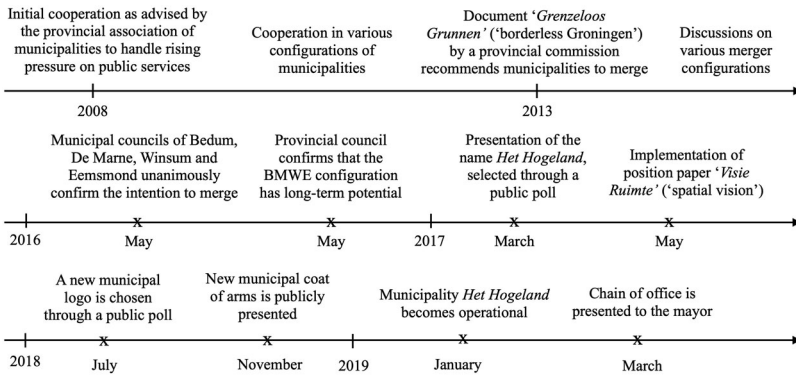 Initial cooperation as advised by
the provincial association of
municipalities to handle rising
pressure on public services
Cooperation in various
configurations of
municipalities
Document ‘Grenzeloos
Grunnen’ (‘borderless Groningen’)
by a provincial commission
recommends municipalities to merge
Discussions on
various merger
configurations
2008
2013
Municipal councils of Bedum,
De Marne, Winsum and
Eemsmond unanimously
confirm the intention to merge
Provincial council
confirms that the
BMWE configuration
has long-term potential
Presentation of the
name Het Hogeland,
selected through a
public poll
Implementation of
position paper ‘Visie
Ruimte’ (‘spatial vision’)
x
x
x
x
2016
May
May
2017
March
May
A new municipal
logo is chosen
through a public poll
New municipal coat
of arms is publicly
presented
Municipality Het Hogeland
becomes operational
Chain of office is
presented to the mayor
x
x
x
x
2018
July
November
2019
January
March